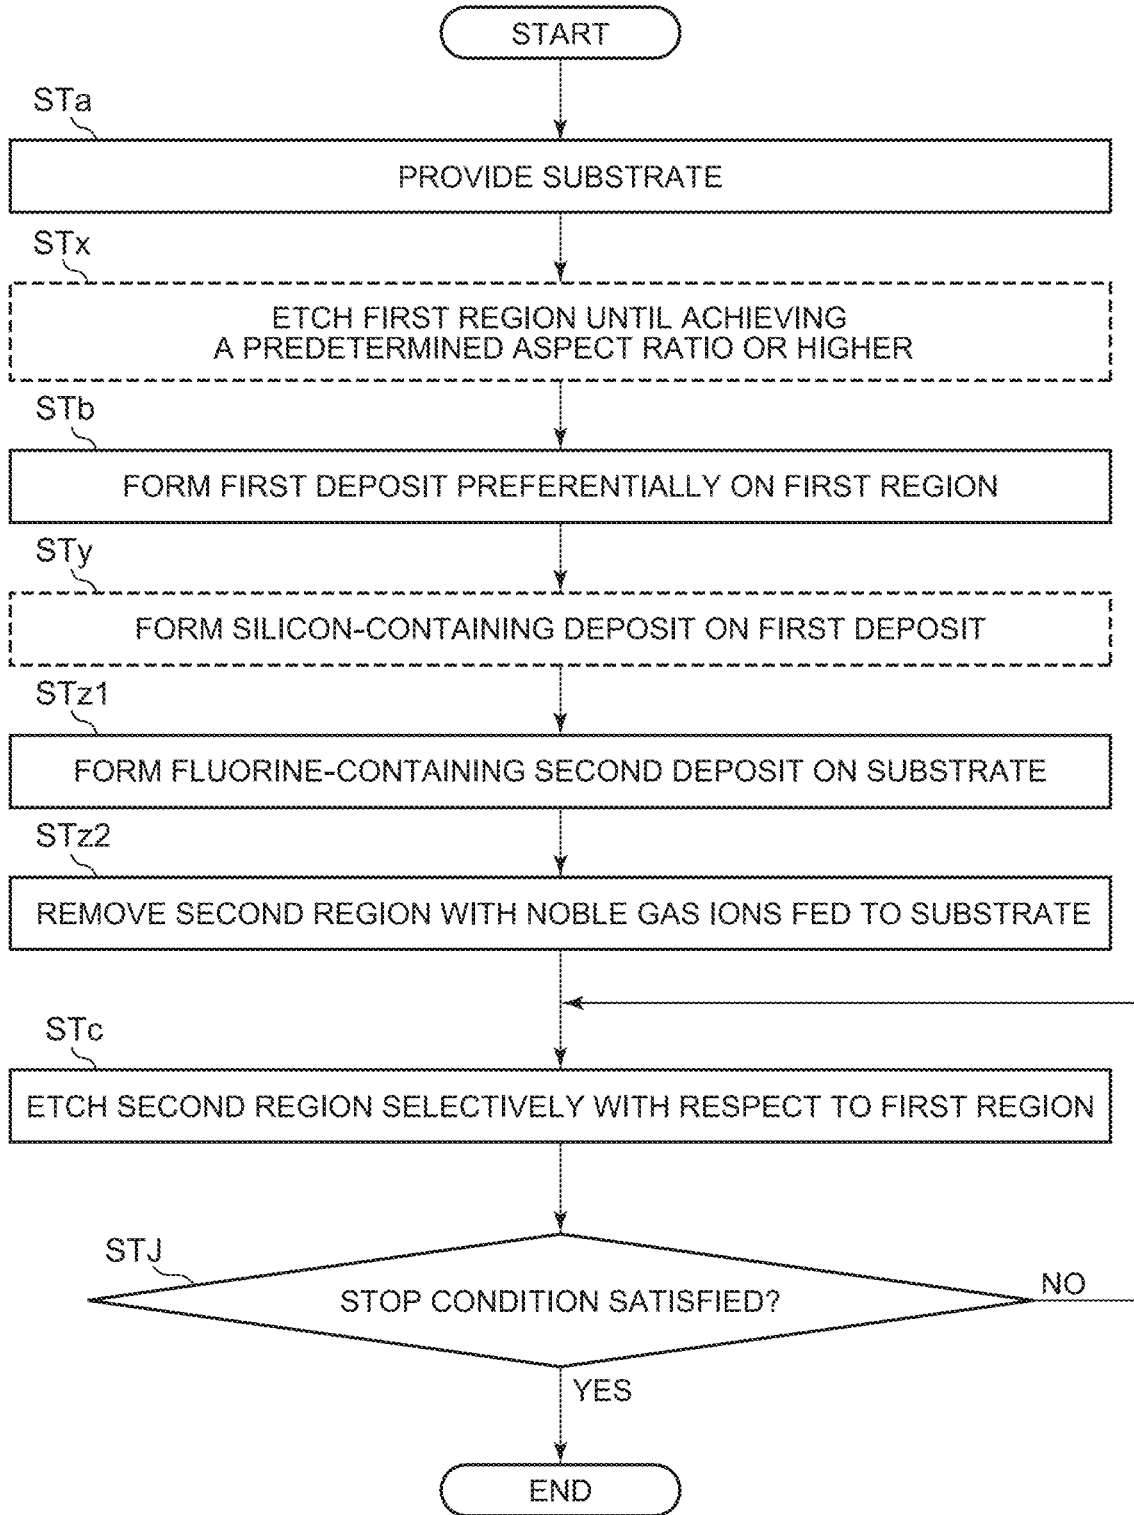 START
STa
PROVIDE SUBSTRATE
STx
ETCH FIRST REGION UNTIL ACHIEVING
A PREDETERMINED ASPECT RATIO OR HIGHER
STb
FORM FIRST DEPOSIT PREFERENTIALLY ON FIRST REGION
STy
FORM SILICON-CONTAINING DEPOSIT ON FIRST DEPOSIT
STz1
FORM FLUORINE-CONTAINING SECOND DEPOSIT ON SUBSTRATE
STz2
REMOVE SECOND REGION WITH NOBLE GAS IONS FED TO SUBSTRATE
STc
ETCH SECOND REGION SELECTIVELY WITH RESPECT TO FIRST REGION
STJ
STOP CONDITION SATISFIED?
NO
YES
END